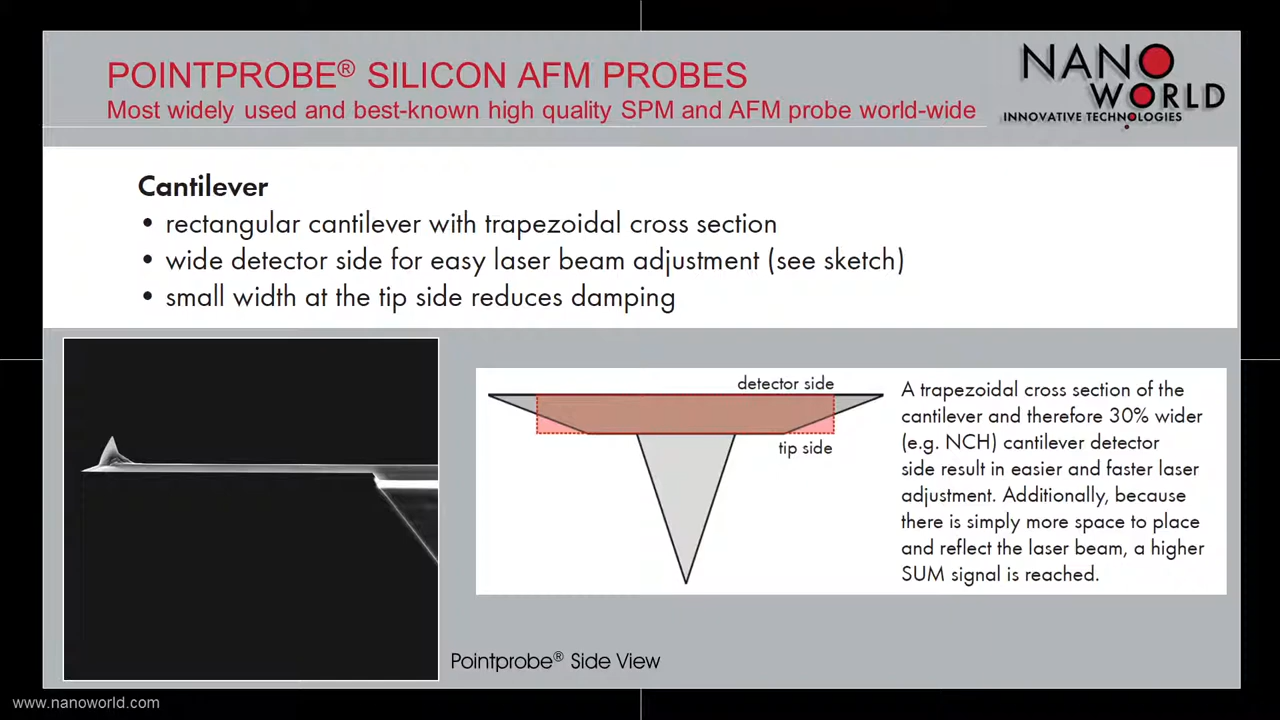 POINTPROBE® SILICON AFM PROBES
Most widely used and best-known high quality SPM and AFM probe world-wide
NANO
WORLD
INNOVATIVE TECHNOLOGIES
Cantilever
• rectangular cantilever with trapezoidal cross section
• wide detector side for easy laser beam adjustment (see sketch)
• small width at the tip side reduces damping
detector side
tip side
A trapezoidal cross section of the
cantilever and therefore 30% wider
(e.g. NCH) cantilever detector
side result in easier and faster laser
adjustment. Additionally, because
there is simply more space to place
and reflect the laser beam, a higher
SUM signal is reached.
Pointprobe® Side View
www.nanoworld.com